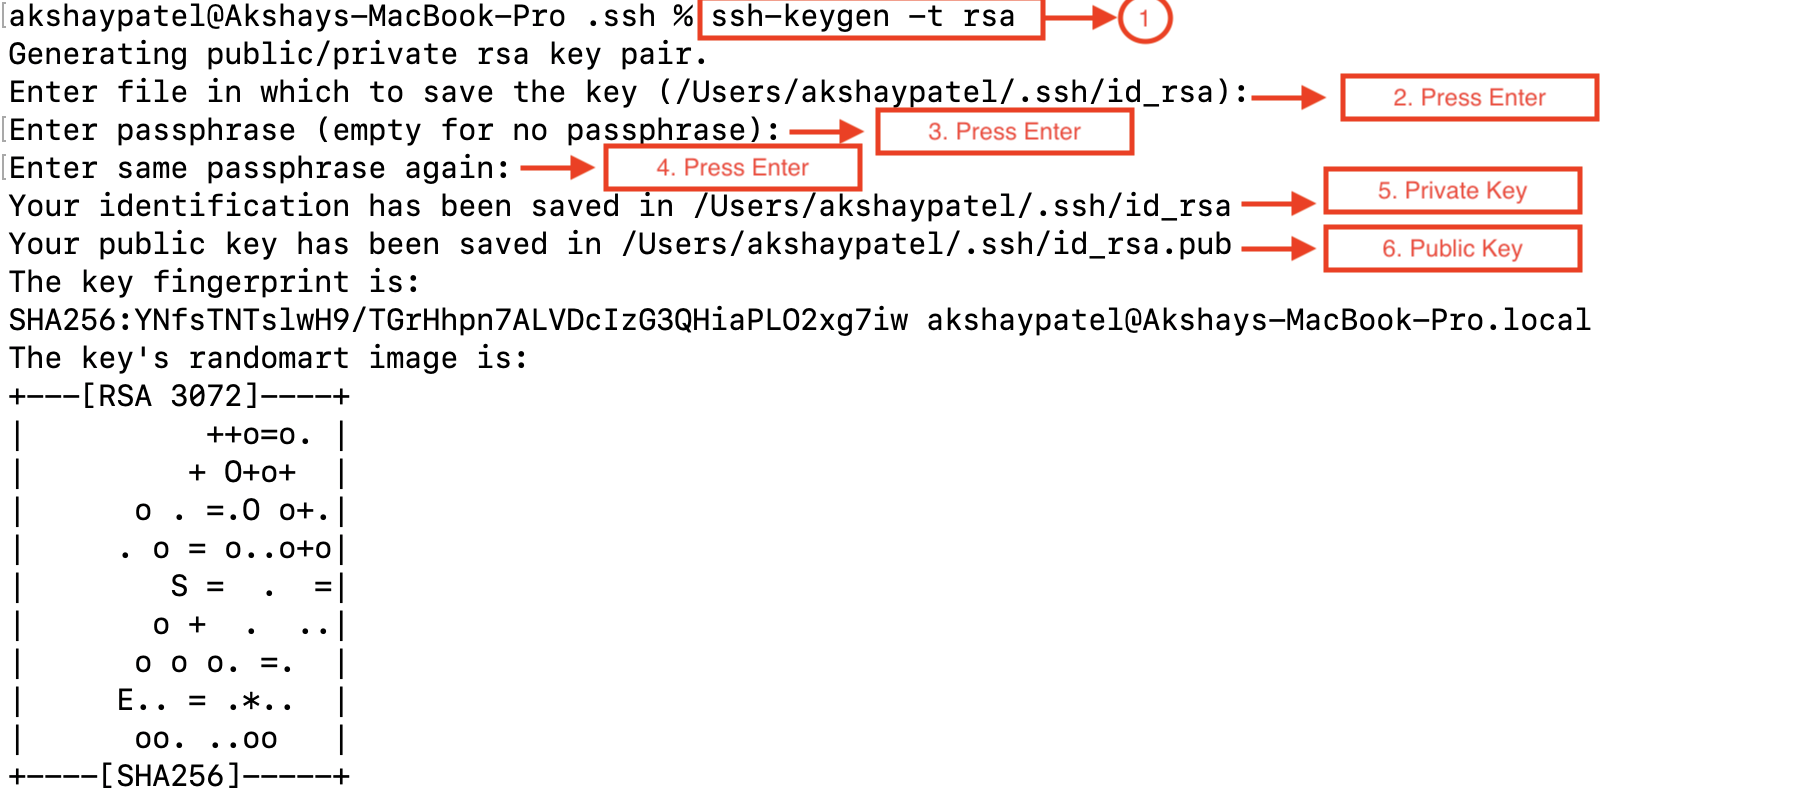 [akshaypatel@Akshays-MacBook-Pro .ssh % ssh-keygen -t rsa 1
Generating public/private rsa key pair.
Enter file in which to save the key (/Users/akshaypatel/.ssh/id_rsa): 2. Press Enter
[Enter passphrase (empty for no passphrase): 3. Press Enter
[Enter same passphrase again: 4. Press Enter
Your identification has been saved in /Users/akshaypatel/.ssh/id_rsa 5. Private Key
Your public key has been saved in /Users/akshaypatel/.ssh/id_rsa.pub 6. Public Key
The key fingerprint is:
SHA256:YNfsTNTslwH9/TGrHhpn7ALVDcIzG3QHiaPLO2xg7iw akshaypatel@Akshays-MacBook-Pro.local
The key's randomart image is:
+---[RSA 3072]----+
|          ++o=o. |
|         + O+o+  |
|      o . =.O o+.|
|     . o = o..o+o|
|        S =  .  =|
|       o +  .  ..|
|      o o o. =.  |
|     E.. = .*..  |
|      oo. ..oo   |
+----[SHA256]-----+